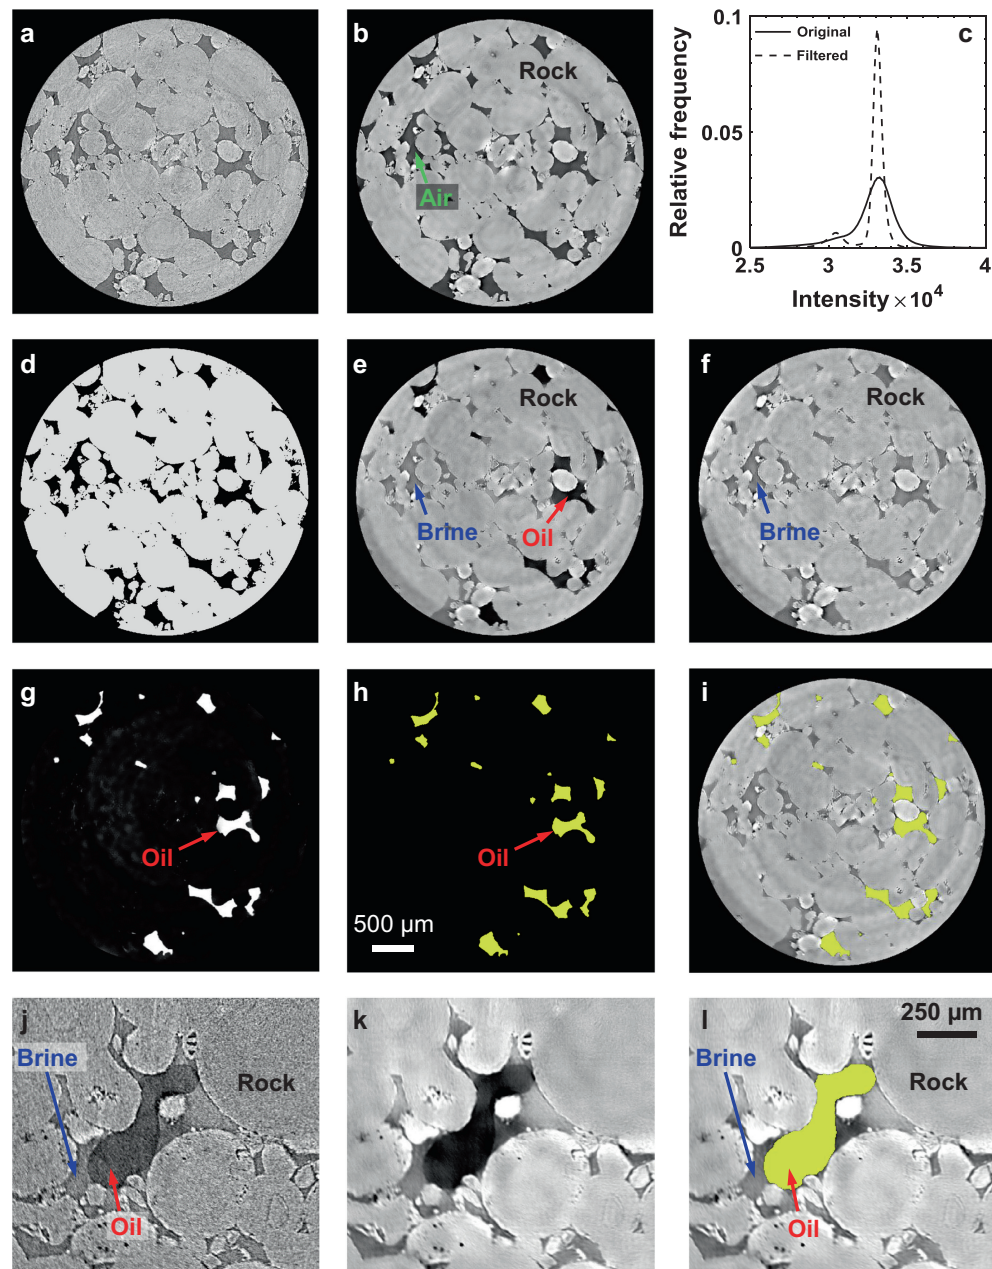 a
b
Rock
Air
c
Original
Filtered
0.1
0.05
0
Relative frequency
2.5
3
3.5
4
Intensity × 10⁴
d
e
Rock
Brine
Oil
f
Rock
Brine
g
Oil
h
Oil
500 µm
i
j
Brine
Rock
Oil
k
l
250 µm
Brine
Rock
Oil